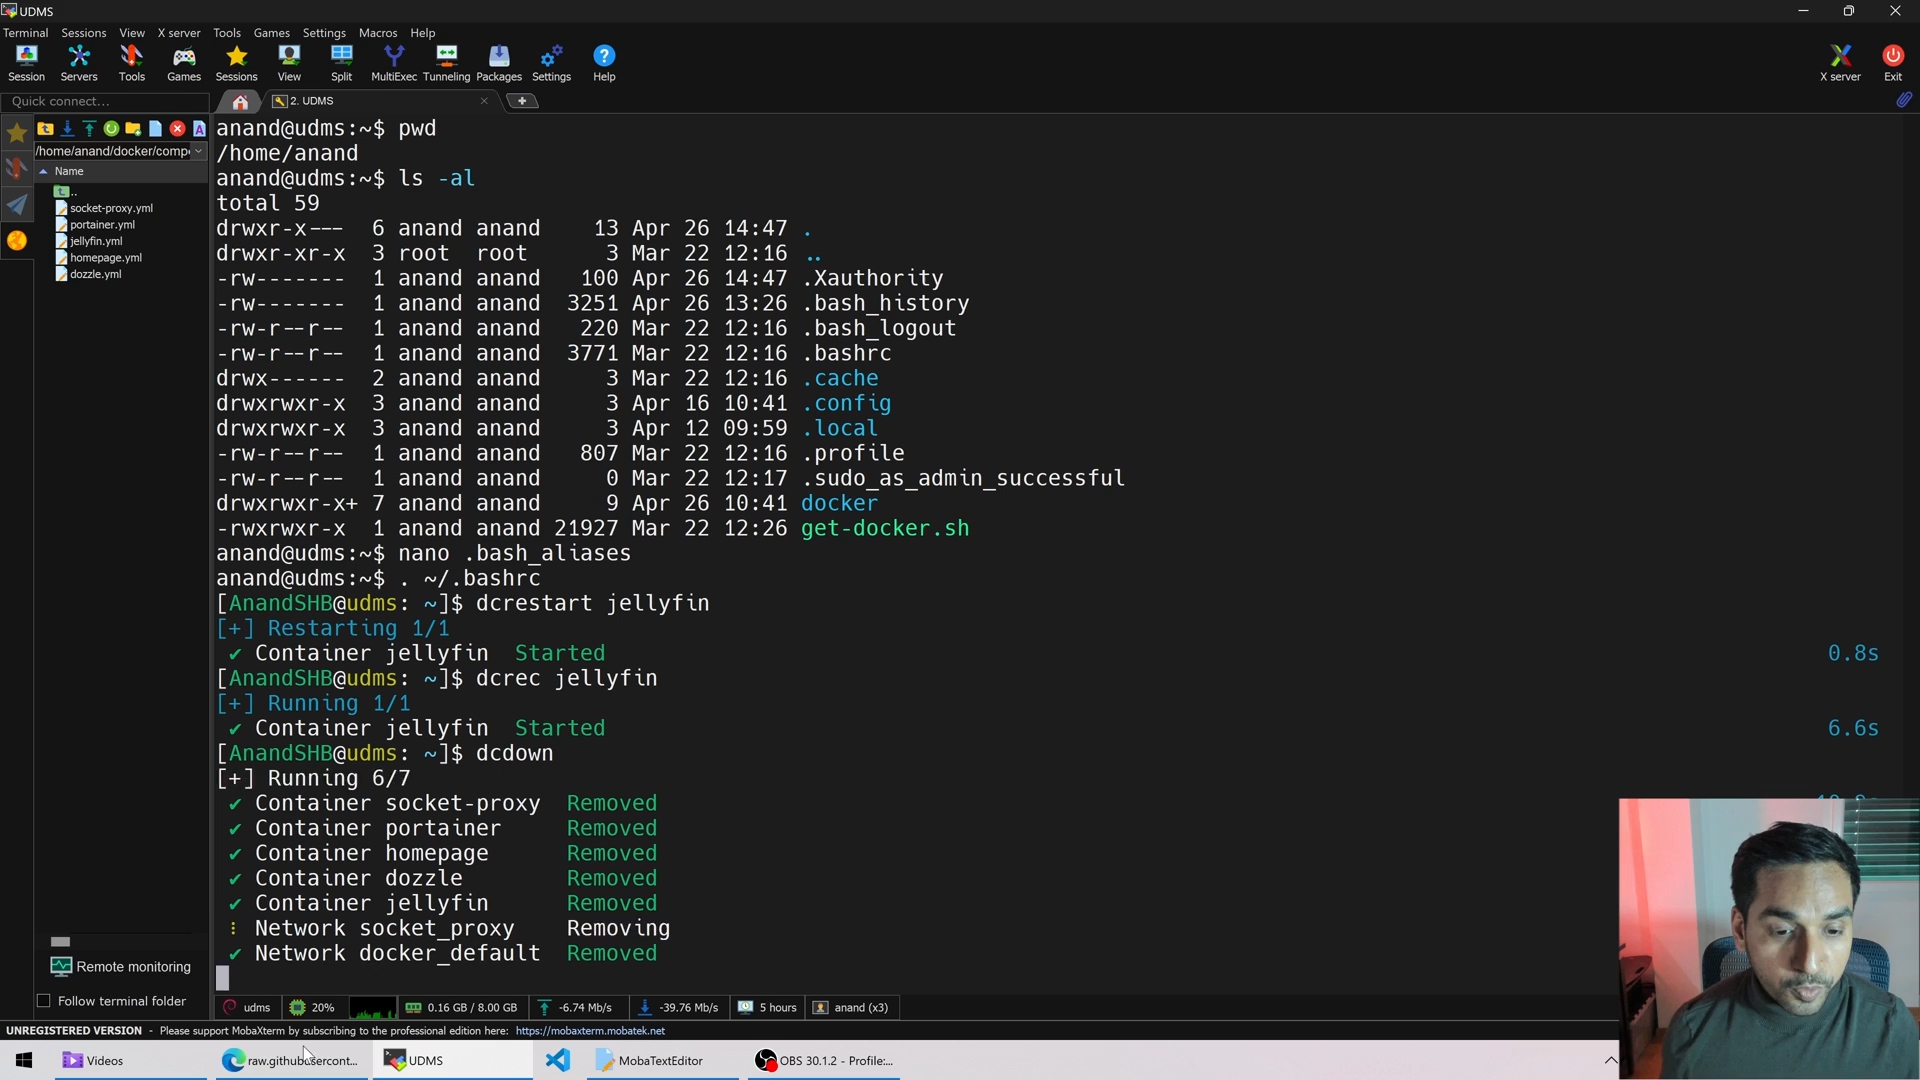 UDMS
Terminal Sessions View X server Tools Games Settings Macros Help
Session Servers Tools Games Sessions View Split MultiExec Tunneling Packages Settings Help X server Exit
Quick connect...
2. UDMS
/home/anand/docker/comp
Name
..
socket-proxy.yml
portainer.yml
jellyfin.yml
homepage.yml
dozzle.yml
anand@udms:~$ pwd
/home/anand
anand@udms:~$ ls -al
total 59
drwxr-x--- 6 anand anand 13 Apr 26 14:47 .
drwxr-xr-x 3 root root 3 Mar 22 12:16 ..
-rw------- 1 anand anand 100 Apr 26 14:47 .Xauthority
-rw------- 1 anand anand 3251 Apr 26 13:26 .bash_history
-rw-r--r-- 1 anand anand 220 Mar 22 12:16 .bash_logout
-rw-r--r-- 1 anand anand 3771 Mar 22 12:16 .bashrc
drwx------ 2 anand anand 3 Mar 22 12:16 .cache
drwxrwxr-x 3 anand anand 3 Apr 16 10:41 .config
drwxrwxr-x 3 anand anand 3 Apr 12 09:59 .local
-rw-r--r-- 1 anand anand 807 Mar 22 12:16 .profile
-rw-r--r-- 1 anand anand 0 Mar 22 12:17 .sudo_as_admin_successful
drwxrwxr-x+ 7 anand anand 9 Apr 26 10:41 docker
-rwxrwxr-x 1 anand anand 21927 Mar 22 12:26 get-docker.sh
anand@udms:~$ nano .bash_aliases
anand@udms:~$ . ~/.bashrc
[AnandSHB@udms: ~]$ dcrestart jellyfin
[+] Restarting 1/1
✔ Container jellyfin Started 0.8s
[AnandSHB@udms: ~]$ dcrec jellyfin
[+] Running 1/1
✔ Container jellyfin Started 6.6s
[AnandSHB@udms: ~]$ dcdown
[+] Running 6/7
✔ Container socket-proxy Removed
✔ Container portainer Removed
✔ Container homepage Removed
✔ Container dozzle Removed
✔ Container jellyfin Removed
⠇ Network socket_proxy Removing
✔ Network docker_default Removed
Remote monitoring
Follow terminal folder
udms 20% 0.16 GB / 8.00 GB -6.74 Mb/s -39.76 Mb/s 5 hours anand (x3)
UNREGISTERED VERSION - Please support MobaXterm by subscribing to the professional edition here: https://mobaxterm.mobatek.net
Videos raw.githubusercont... UDMS MobaTextEditor OBS 30.1.2 - Profile:...